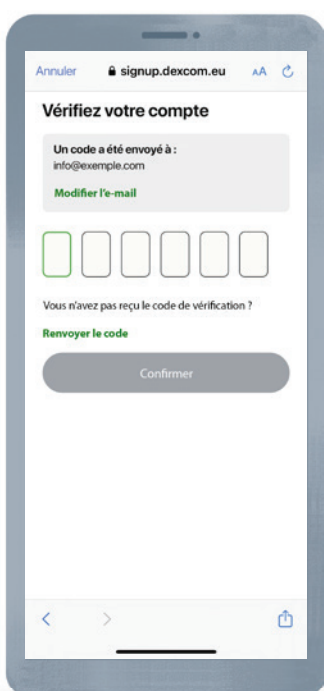 Annuler signup.dexcom.eu AA
Vérifiez votre compte
Un code a été envoyé à :
info@exemple.com
Modifier l'e-mail
Vous n'avez pas reçu le code de vérification ?
Renvoyer le code
Confirmer